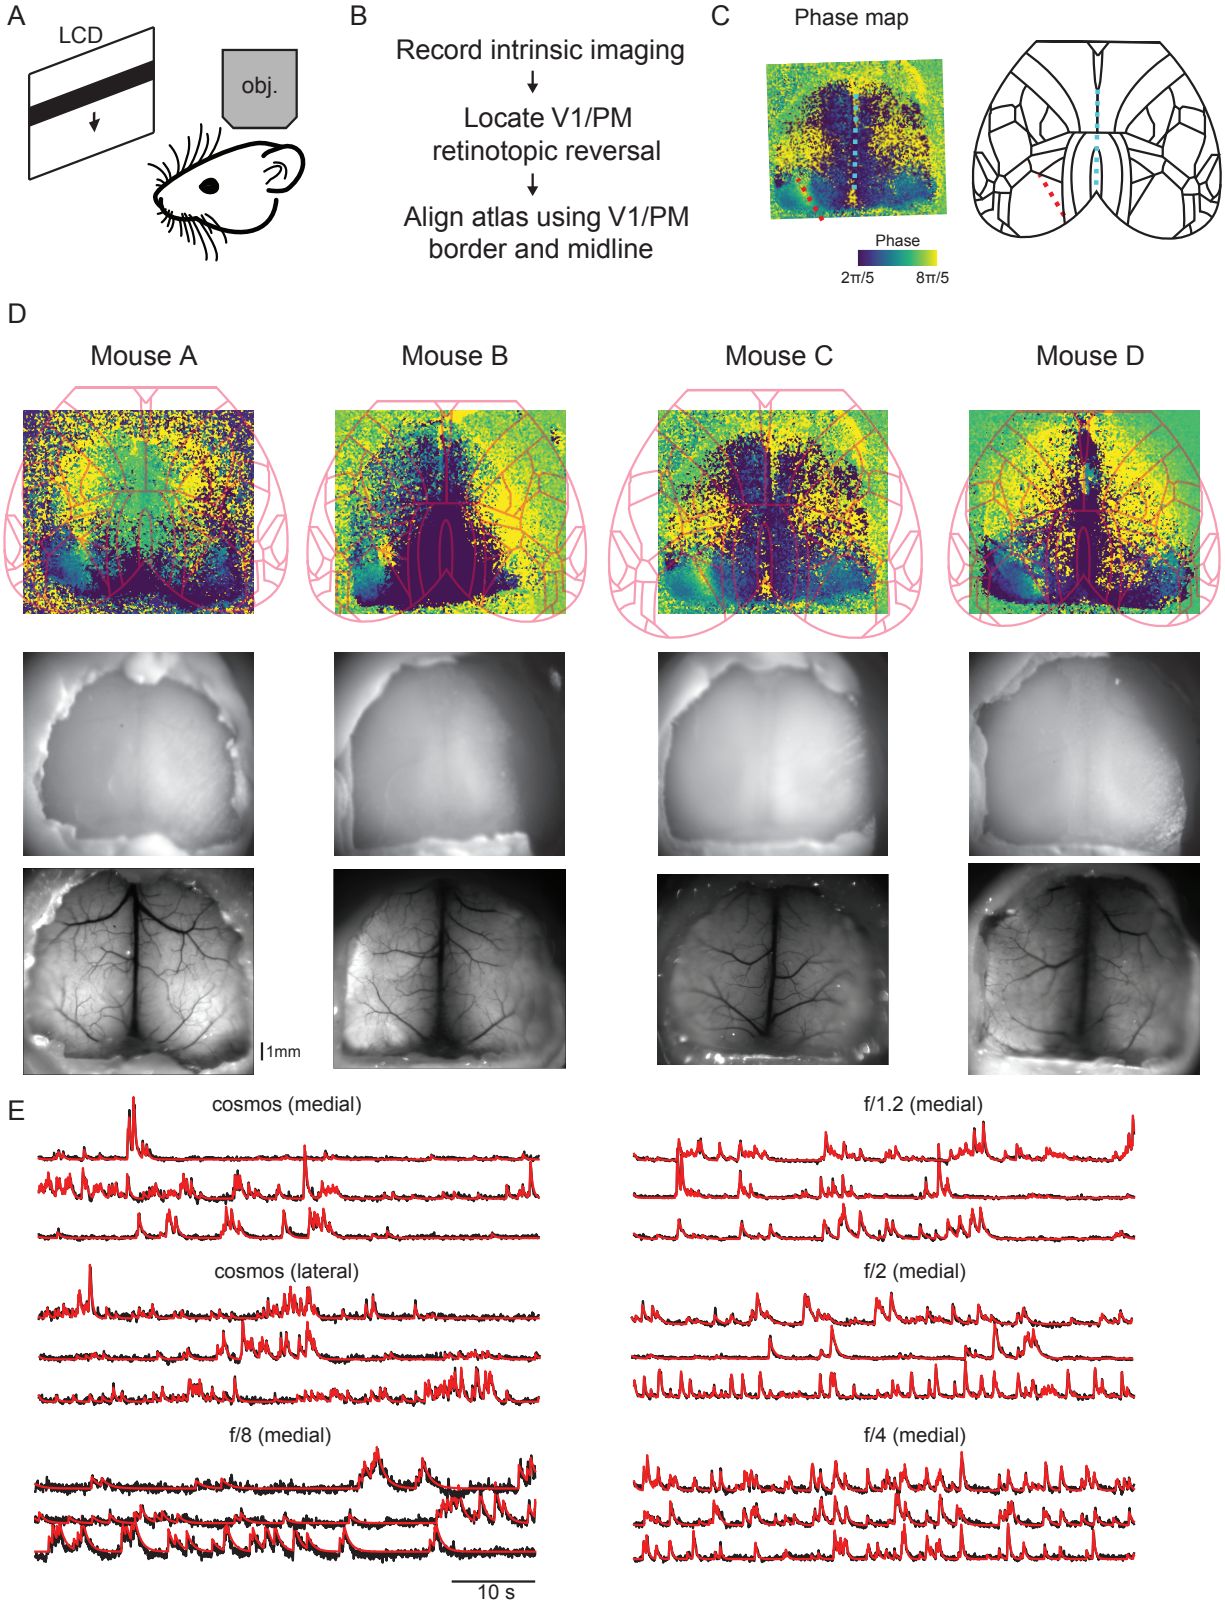 A
LCD
obj.
B
Record intrinsic imaging
Locate V1/PM
retinotopic reversal
Align atlas using V1/PM
border and midline
C
Phase map
Phase
2π/5
8π/5
D
Mouse A
Mouse B
Mouse C
Mouse D
1mm
E
cosmos (medial)
f/1.2 (medial)
cosmos (lateral)
f/2 (medial)
f/8 (medial)
f/4 (medial)
10 s